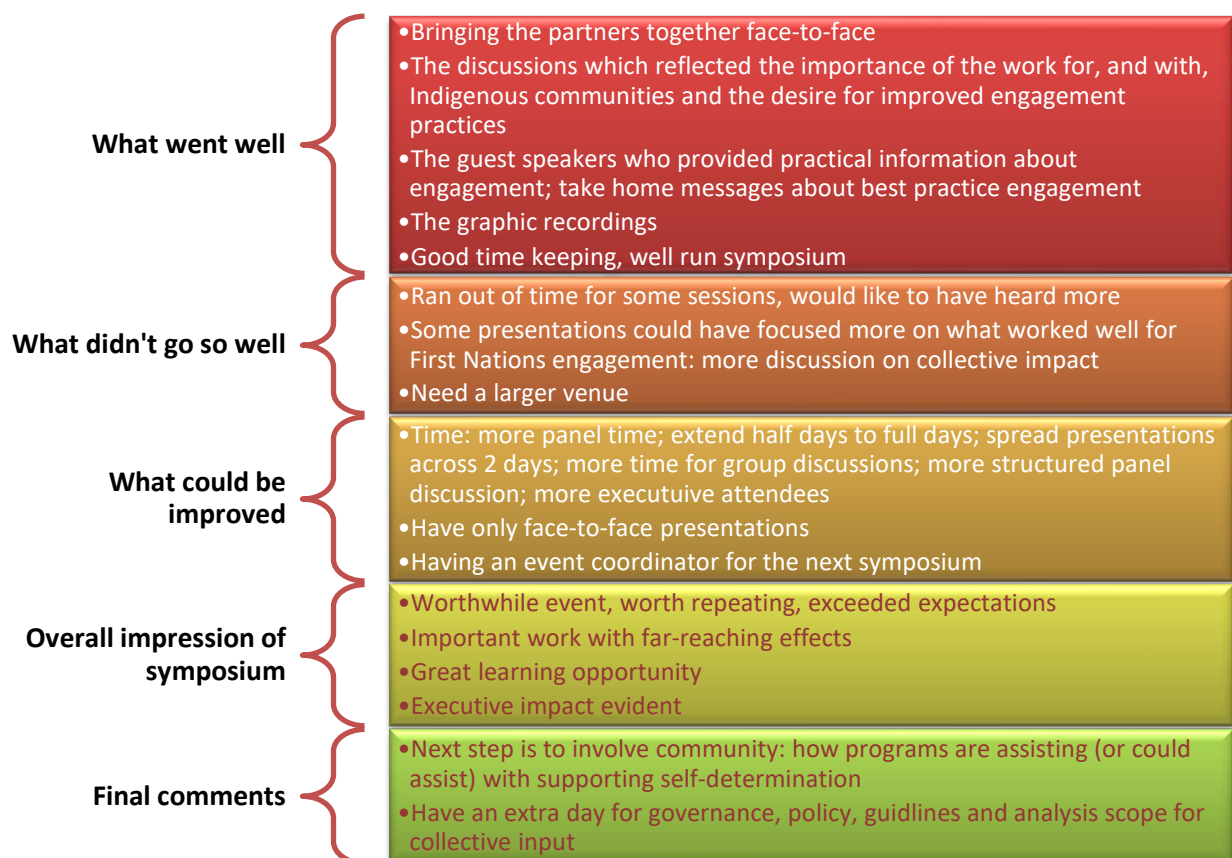 What went well
•Bringing the partners together face-to-face
•The discussions which reflected the importance of the work for, and with,
Indigenous communities and the desire for improved engagement
practices
•The guest speakers who provided practical information about
engagement; take home messages about best practice engagement
•The graphic recordings
•Good time keeping, well run symposium
What didn't go so well
•Ran out of time for some sessions, would like to have heard more
•Some presentations could have focused more on what worked well for
First Nations engagement: more discussion on collective impact
•Need a larger venue
What could be
improved
•Time: more panel time; extend half days to full days; spread presentations
across 2 days; more time for group discussions; more structured panel
discussion; more executuive attendees
•Have only face-to-face presentations
•Having an event coordinator for the next symposium
Overall impression of
symposium
•Worthwhile event, worth repeating, exceeded expectations
•Important work with far-reaching effects
•Great learning opportunity
•Executive impact evident
Final comments
•Next step is to involve community: how programs are assisting (or could
assist) with supporting self-determination
•Have an extra day for governance, policy, guidlines and analysis scope for
collective input